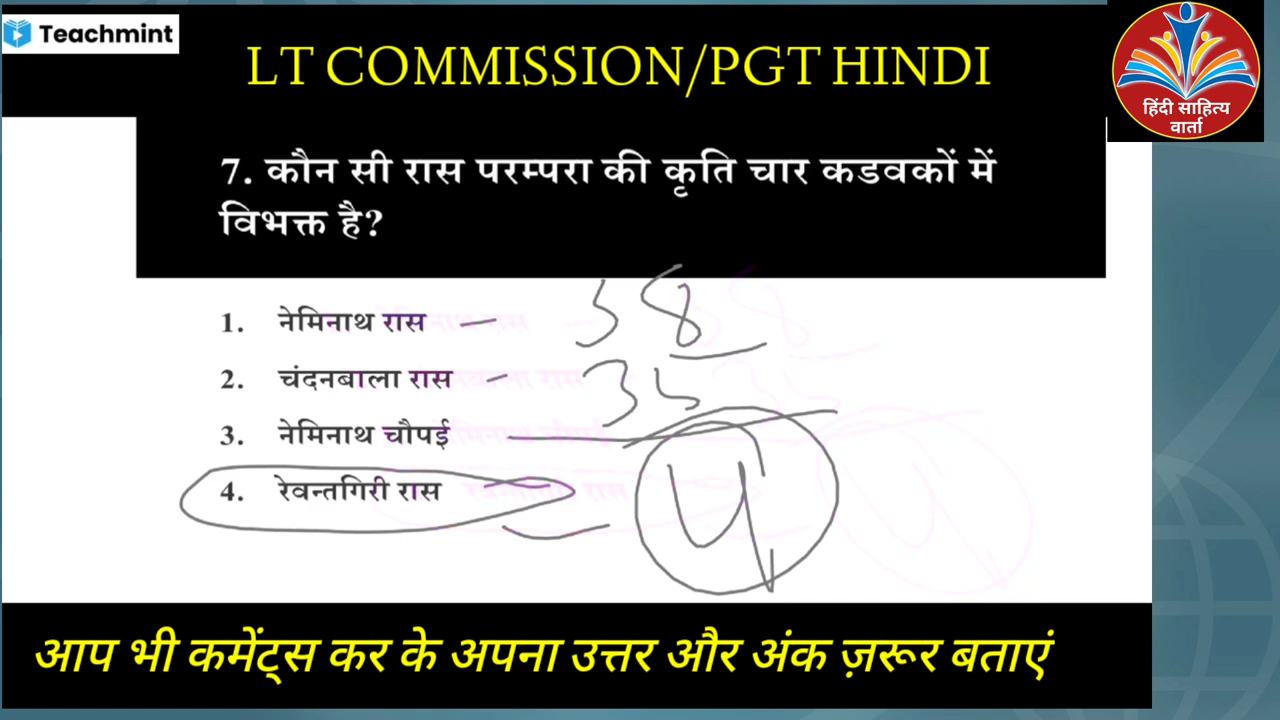 Teachmint
LT COMMISSION/PGT HINDI
हिंदी साहित्य
वार्ता
7. कौन सी रास परम्परा की कृति चार कडवकों में
विभक्त है?
1. नेमिनाथ रास — 58
2. चंदनबाला रास – 35
3. नेमिनाथ चौपई
4. रेवन्तगिरी रास
आप भी कमेंट्स कर के अपना उत्तर और अंक ज़रूर बताएं